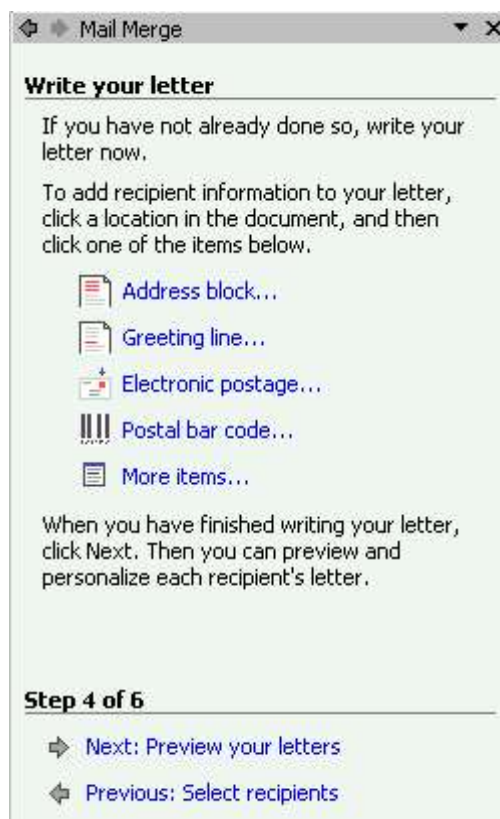 Mail Merge
Write your letter
If you have not already done so, write your
letter now.
To add recipient information to your letter,
click a location in the document, and then
click one of the items below.
Address block...
Greeting line...
Electronic postage...
Postal bar code...
More items...
When you have finished writing your letter,
click Next. Then you can preview and
personalize each recipient's letter.
Step 4 of 6
Next: Preview your letters
Previous: Select recipients